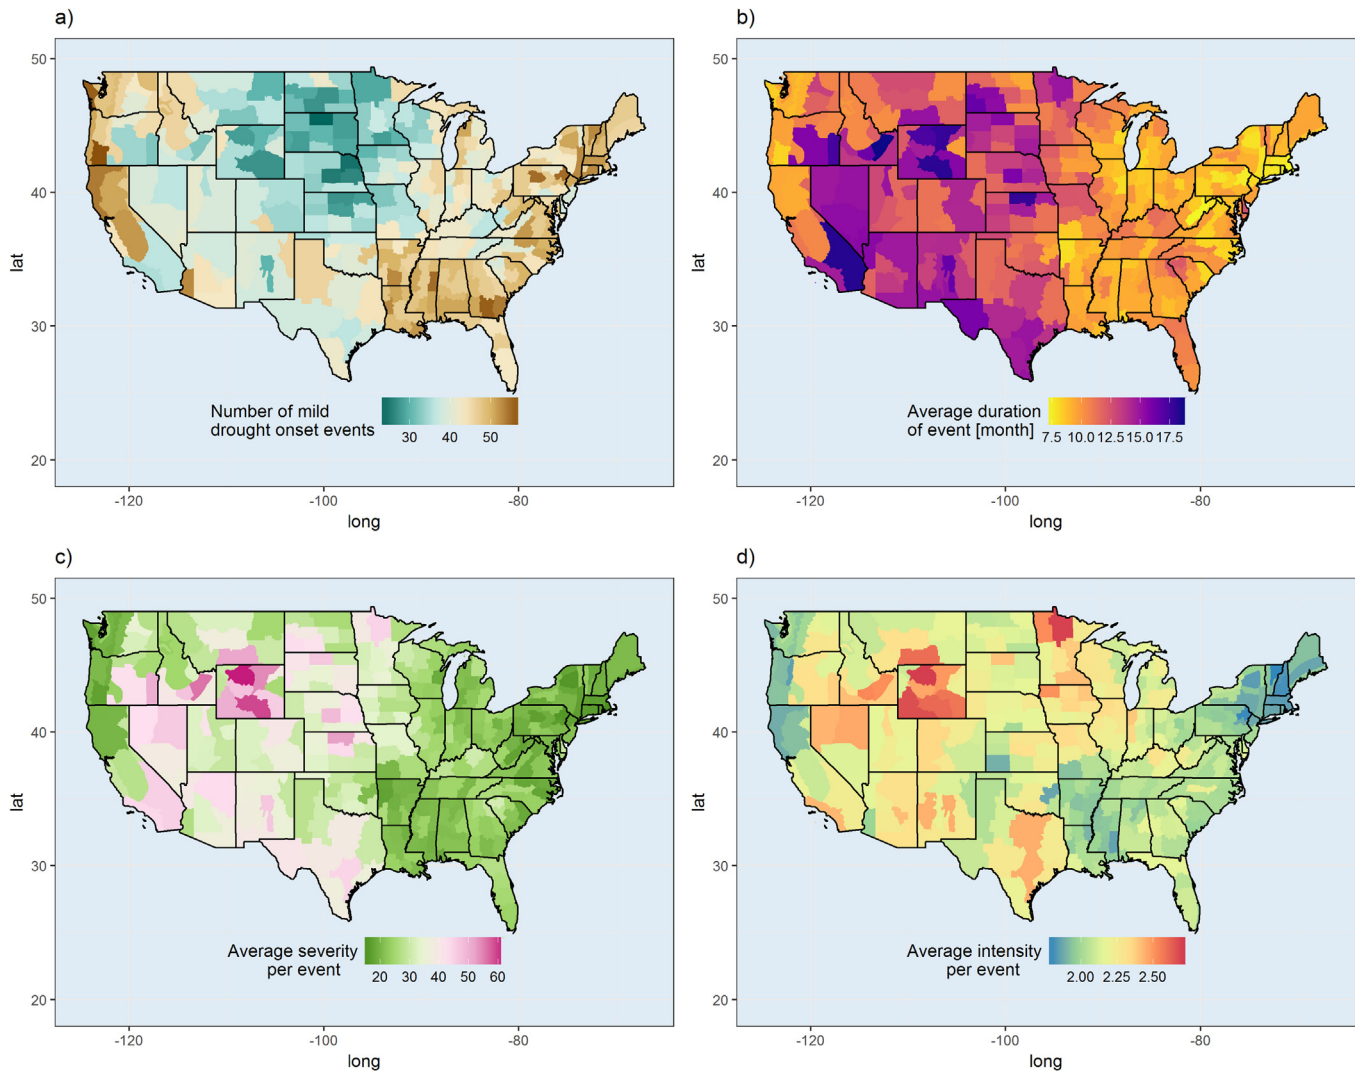 a)
50
40
30
20
lat
Number of mild
drought onset events
30 40 50
-120 -100 -80
long
b)
50
40
30
20
lat
Average duration
of event [month]
7.5 10.0 12.5 15.0 17.5
-120 -100 -80
long
c)
50
40
30
20
lat
Average severity
per event
20 30 40 50 60
-120 -100 -80
long
d)
50
40
30
20
lat
Average intensity
per event
2.00 2.25 2.50
-120 -100 -80
long